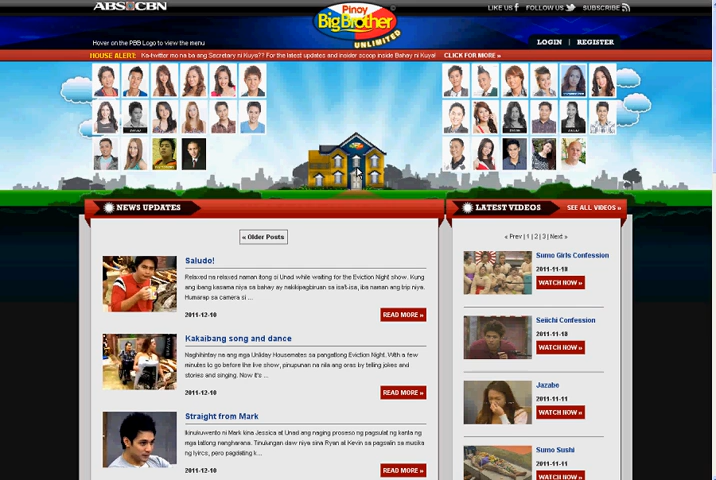 ABS-CBN
Pinoy
Big Brother
UNLIMITED
LIKE US
FOLLOW US
SUBSCRIBE
Hover on the PBB Logo to view the menu
LOGIN | REGISTER
HOUSE ALERT: Ka-twitter mo na ba ang Secretary ni Kuya?? For the latest updates and insider scoop inside Bahay ni Kuya! CLICK FOR MORE »
NEWS UPDATES
« Older Posts
Saludo!
Relaxed na relaxed naman itong si Unad while waiting for the Eviction Night show. Kung
ang ibang kasama niya sa bahay ay nakikipagbiruan sa isa't-isa, iba naman ang trip niya.
Humarap sa camera si ...
2011-12-10
READ MORE »
Kakaibang song and dance
Naghihintay na ang mga Unliday Housemates sa pangatlong Eviction Night. With a few
minutes to go before the live show, pinupunan na nila ang oras by telling jokes and
stories and singing. Now it's ...
2011-12-10
READ MORE »
Straight from Mark
Ikinukuwento ni Mark kina Jessica at Unad ang naging proseso ng pagsulat ng kanta ng
mga tatlong nangharana. Tinulungan daw niya sina Ryan at Kevin sa pagsalin sa musika
ng lyircs, pero pagdating k...
2011-12-10
READ MORE »
LATEST VIDEOS
SEE ALL VIDEOS »
« Prev | 1 | 2 | 3 | Next »
Sumo Girls Confession
2011-11-18
WATCH NOW »
Seiichi Confession
2011-11-18
WATCH NOW »
Jazabe
2011-11-11
WATCH NOW »
Sumo Sushi
2011-11-11
WATCH NOW »